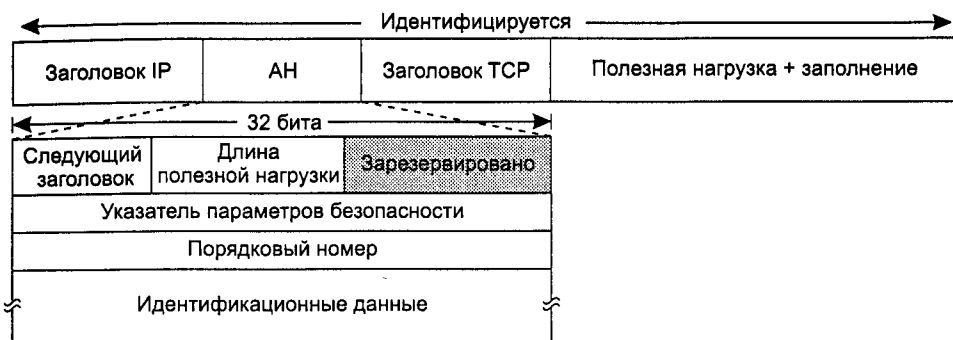 Идентифицируется
Заголовок IP AH Заголовок TCP Полезная нагрузка + заполнение
32 бита
Следующий заголовок
Длина полезной нагрузки
Зарезервировано
Указатель параметров безопасности
Порядковый номер
Идентификационные данные